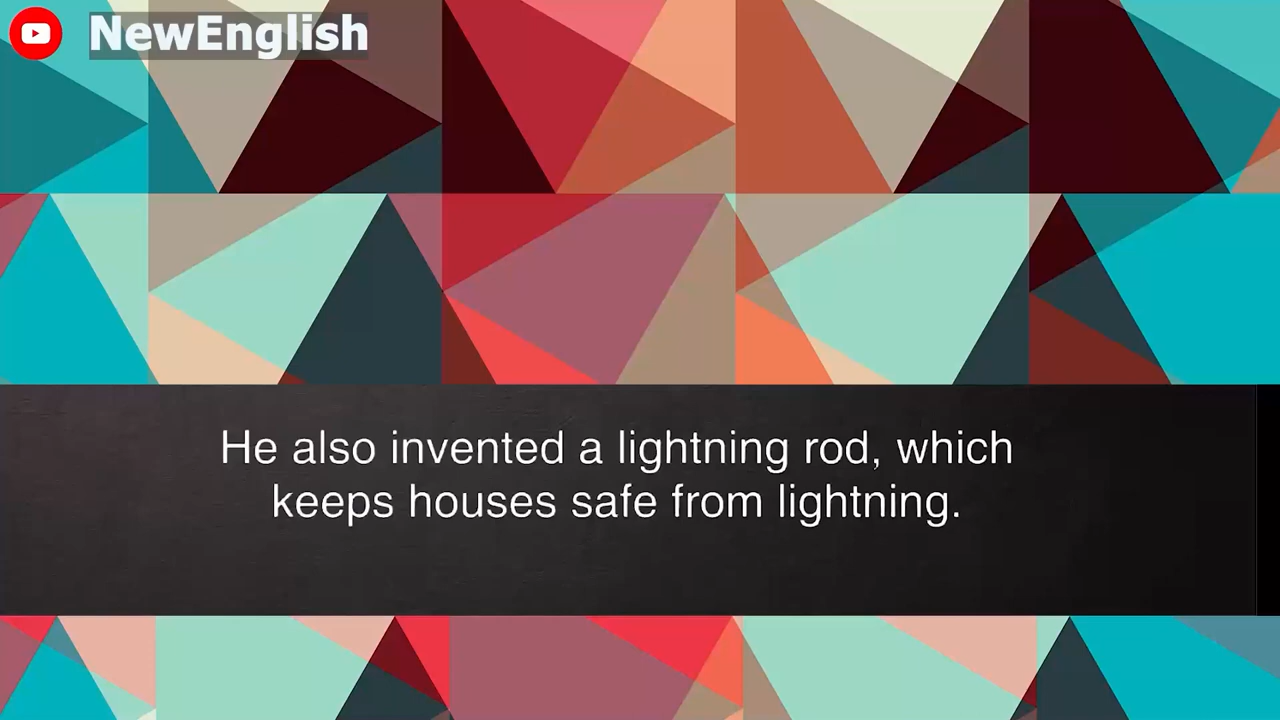 NewEnglish
He also invented a lightning rod, which
keeps houses safe from lightning.